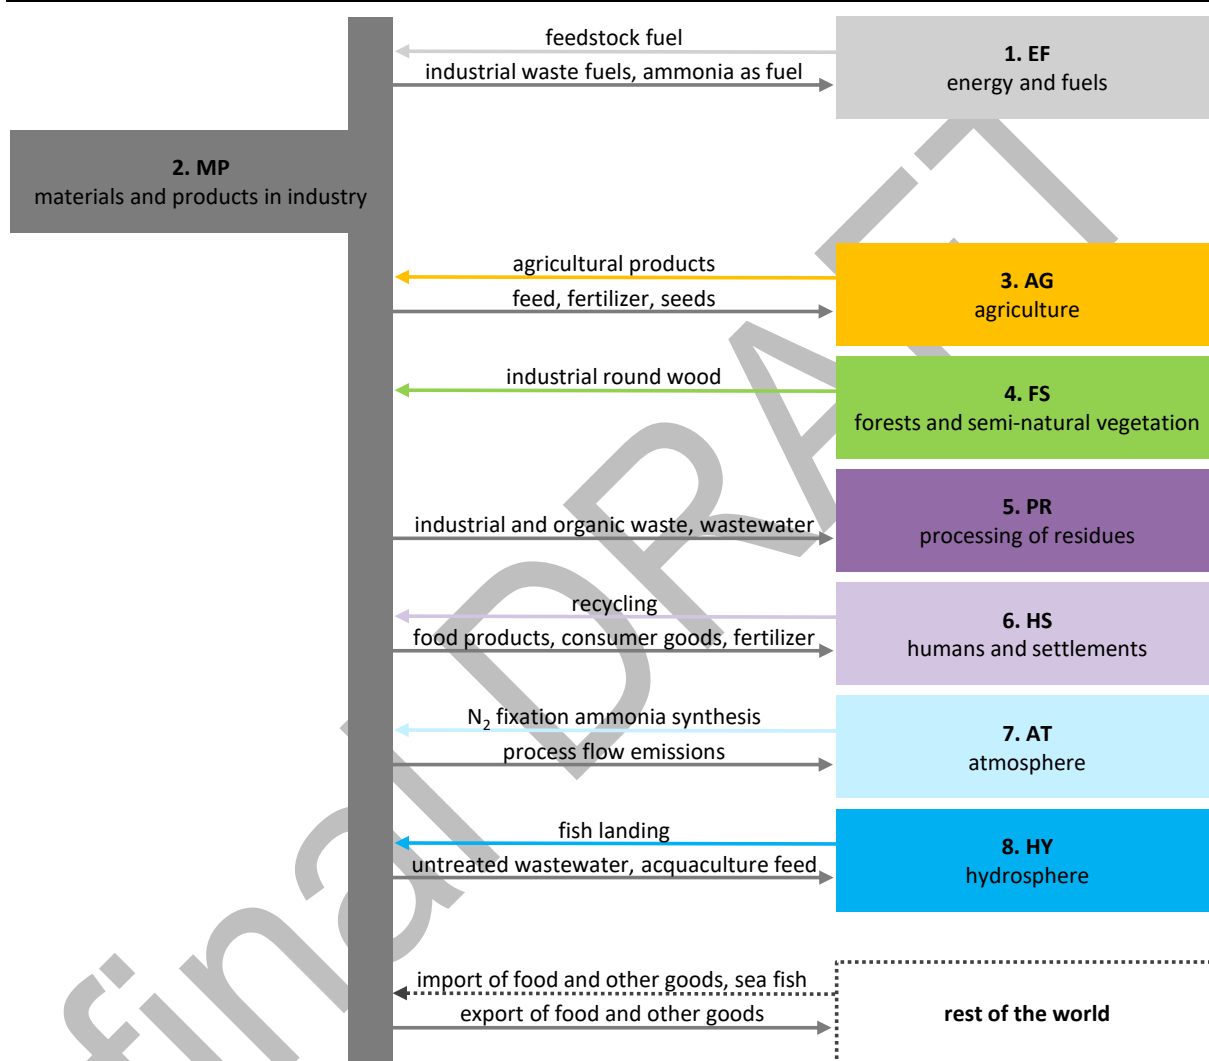 feedstock fuel
industrial waste fuels, ammonia as fuel
1. EF
energy and fuels
2. MP
materials and products in industry
agricultural products
feed, fertilizer, seeds
3. AG
agriculture
industrial round wood
4. FS
forests and semi-natural vegetation
industrial and organic waste, wastewater
5. PR
processing of residues
recycling
food products, consumer goods, fertilizer
6. HS
humans and settlements
N₂ fixation ammonia synthesis
process flow emissions
7. AT
atmosphere
fish landing
untreated wastewater, acquaculture feed
8. HY
hydrosphere
import of food and other goods, sea fish
export of food and other goods
rest of the world
final DRAFT